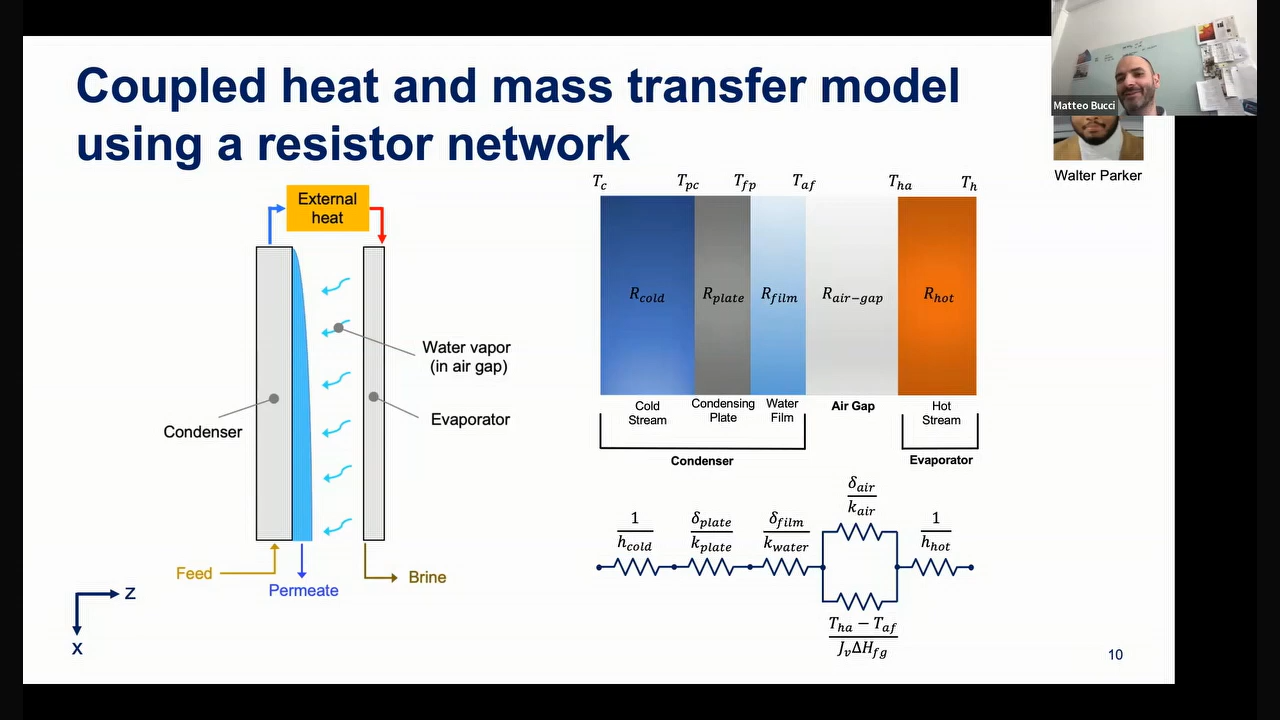 Coupled heat and mass transfer model
using a resistor network
Matteo Bucci
Walter Parker
External
heat
Water vapor
(in air gap)
Evaporator
Condenser
Feed
Permeate
Brine
Z
X
T_c T_pc T_fp T_af T_ha T_h
R_cold R_plate R_film R_air−gap R_hot
Cold
Stream
Condensing
Plate
Water
Film
Air Gap
Hot
Stream
Condenser
Evaporator
1/h_cold
δ_plate/k_plate
δ_film/k_water
δ_air/k_air
1/h_hot
T_ha − T_af/J_vΔH_fg
10